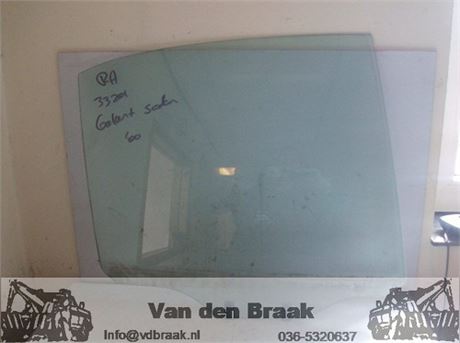 RA
33201
Galant sedan
'00
Van den Braak
Info@vdbraak.nl
036-5320637